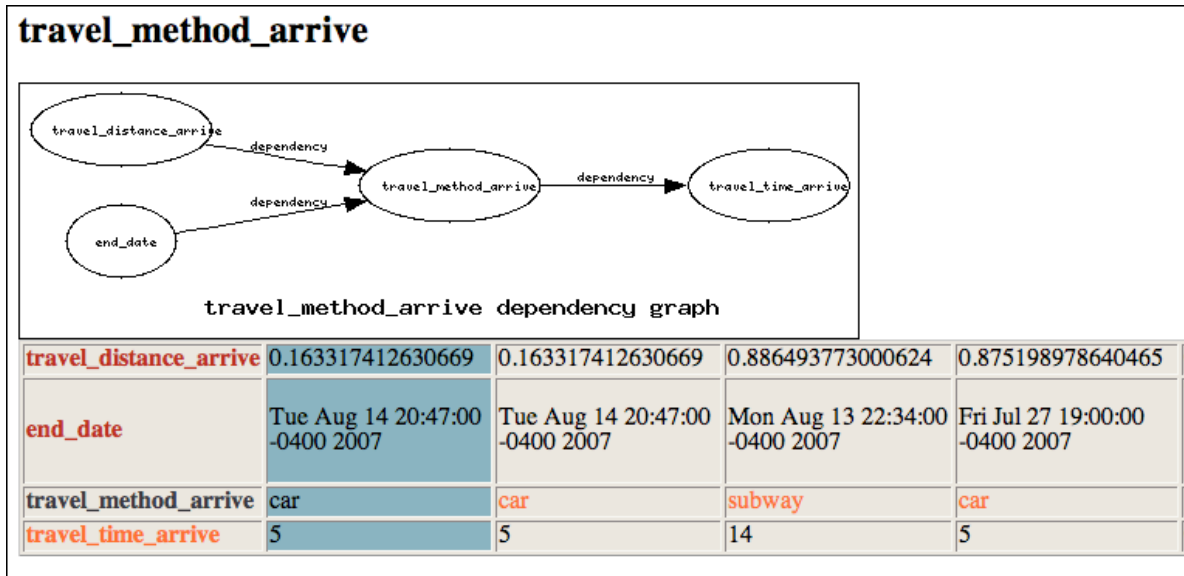 travel_method_arrive
travel_distance_arrive
dependency
travel_method_arrive
dependency
travel_time_arrive
dependency
end_date
travel_method_arrive dependency graph
travel_distance_arrive 0.163317412630669 0.163317412630669 0.886493773000624 0.875198978640465
end_date Tue Aug 14 20:47:00 -0400 2007 Tue Aug 14 20:47:00 -0400 2007 Mon Aug 13 22:34:00 -0400 2007 Fri Jul 27 19:00:00 -0400 2007
travel_method_arrive car car subway car
travel_time_arrive 5 5 14 5